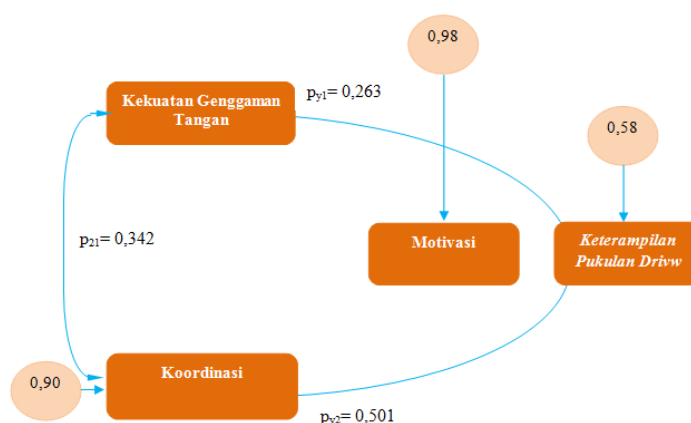 0,98
Kekuatan Genggaman
Tangan
py1= 0,263
0,58
Motivasi
Keterampilan
Pukulan Drivw
p21= 0,342
0,90
Koordinasi
py2= 0,501